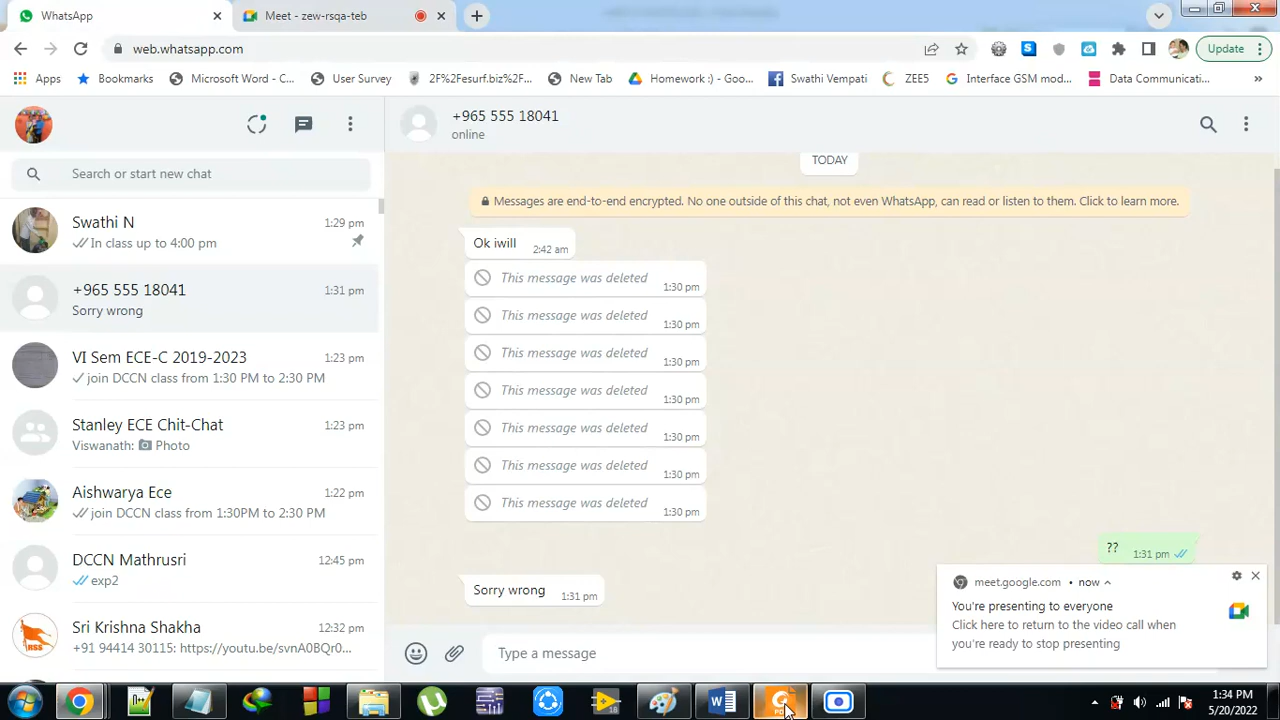 WhatsApp
Meet - zew-rsqa-teb
web.whatsapp.com
Update
Apps
Bookmarks
Microsoft Word - C...
User Survey
2F%2Fesurf.biz%2F...
New Tab
Homework :) - Goo...
Swathi Vempati
ZEE5
Interface GSM mod...
Data Communicati...
»
+965 555 18041
online
Search or start new chat
TODAY
Messages are end-to-end encrypted. No one outside of this chat, not even WhatsApp, can read or listen to them. Click to learn more.
Swathi N 1:29 pm
In class up to 4:00 pm
+965 555 18041 1:31 pm
Sorry wrong
VI Sem ECE-C 2019-2023 1:23 pm
join DCCN class from 1:30 PM to 2:30 PM
Stanley ECE Chit-Chat 1:23 pm
Viswanath: Photo
Aishwarya Ece 1:22 pm
join DCCN class from 1:30PM to 2:30 PM
DCCN Mathrusri 12:45 pm
exp2
Sri Krishna Shakha 12:32 pm
+91 94414 30115: https://youtu.be/svnA0BQr0...
Ok iwill 2:42 am
This message was deleted 1:30 pm
This message was deleted 1:30 pm
This message was deleted 1:30 pm
This message was deleted 1:30 pm
This message was deleted 1:30 pm
This message was deleted 1:30 pm
This message was deleted 1:30 pm
?? 1:31 pm
Sorry wrong 1:31 pm
meet.google.com • now
You're presenting to everyone
Click here to return to the video call when
you're ready to stop presenting
Type a message
1:34 PM
5/20/2022